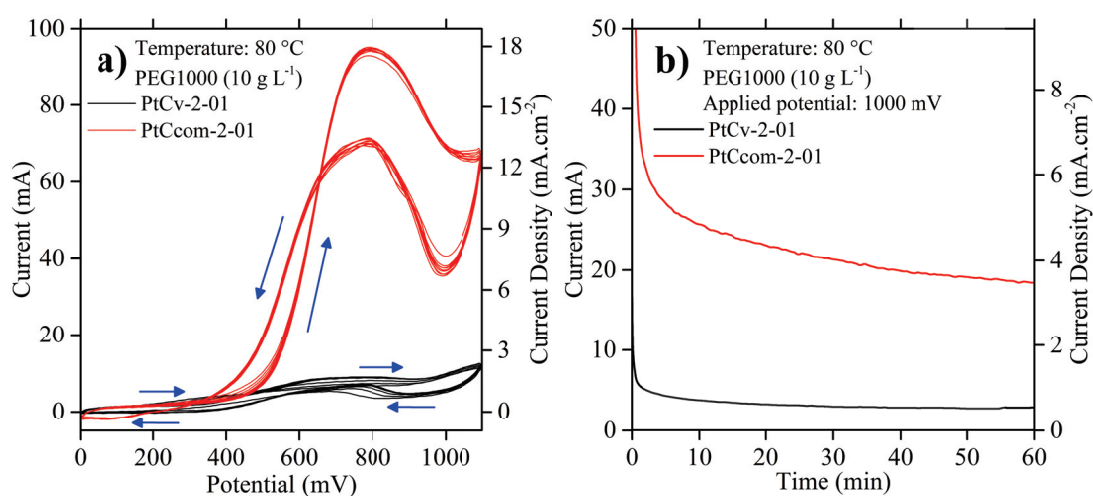 a)
Temperature: 80 °C
PEG1000 (10 g L-1)
PtCv-2-01
PtCcom-2-01
100
80
60
40
20
0
Current (mA)
0 200 400 600 800 1000
Potential (mV)
18
15
12
9
6
3
0
Current Density (mA.cm-2)
b)
Temperature: 80 °C
PEG1000 (10 g L-1)
Applied potential: 1000 mV
PtCv-2-01
PtCcom-2-01
50
40
30
20
10
0
Current (mA)
0 10 20 30 40 50 60
Time (min)
8
6
4
2
0
Current Density (mA.cm-2)